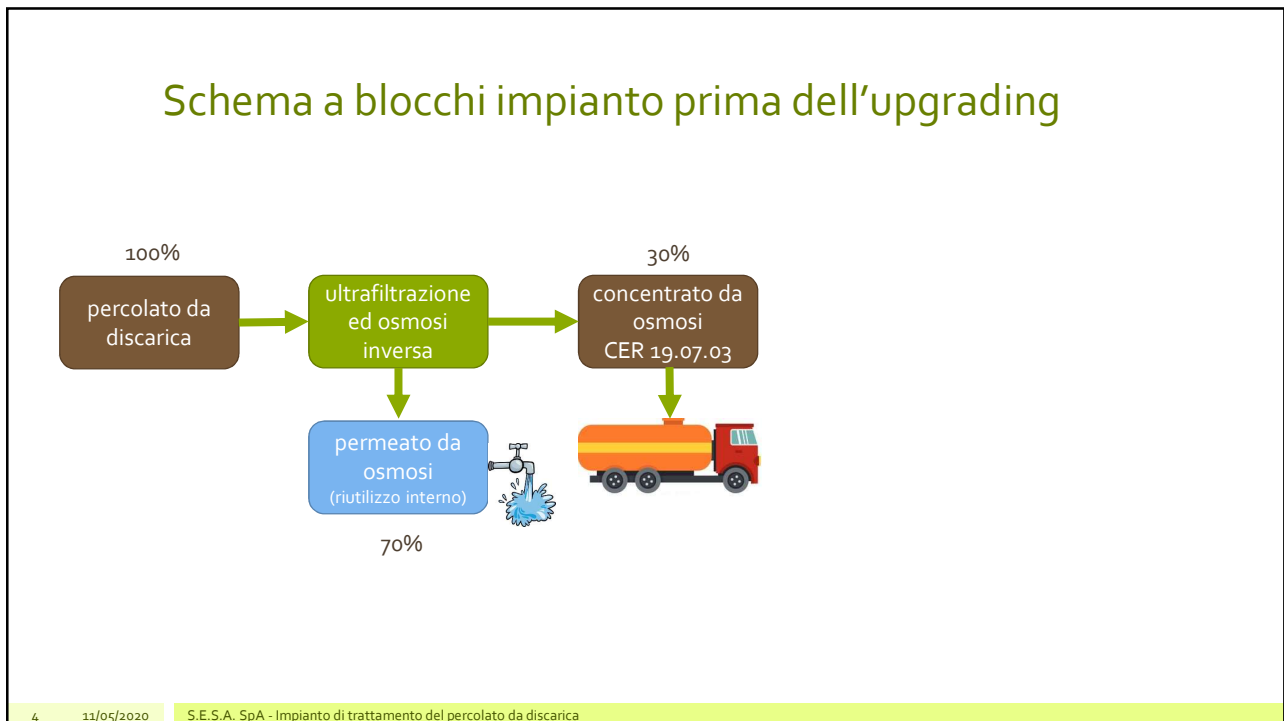 Schema a blocchi impianto prima dell'upgrading
100%
percolato da
discarica
ultrafiltrazione
ed osmosi
inversa
30%
concentrato da
osmosi
CER 19.07.03
permeato da
osmosi
(riutilizzo interno)
70%
4 11/05/2020 S.E.S.A. SpA - Impianto di trattamento del percolato da discarica